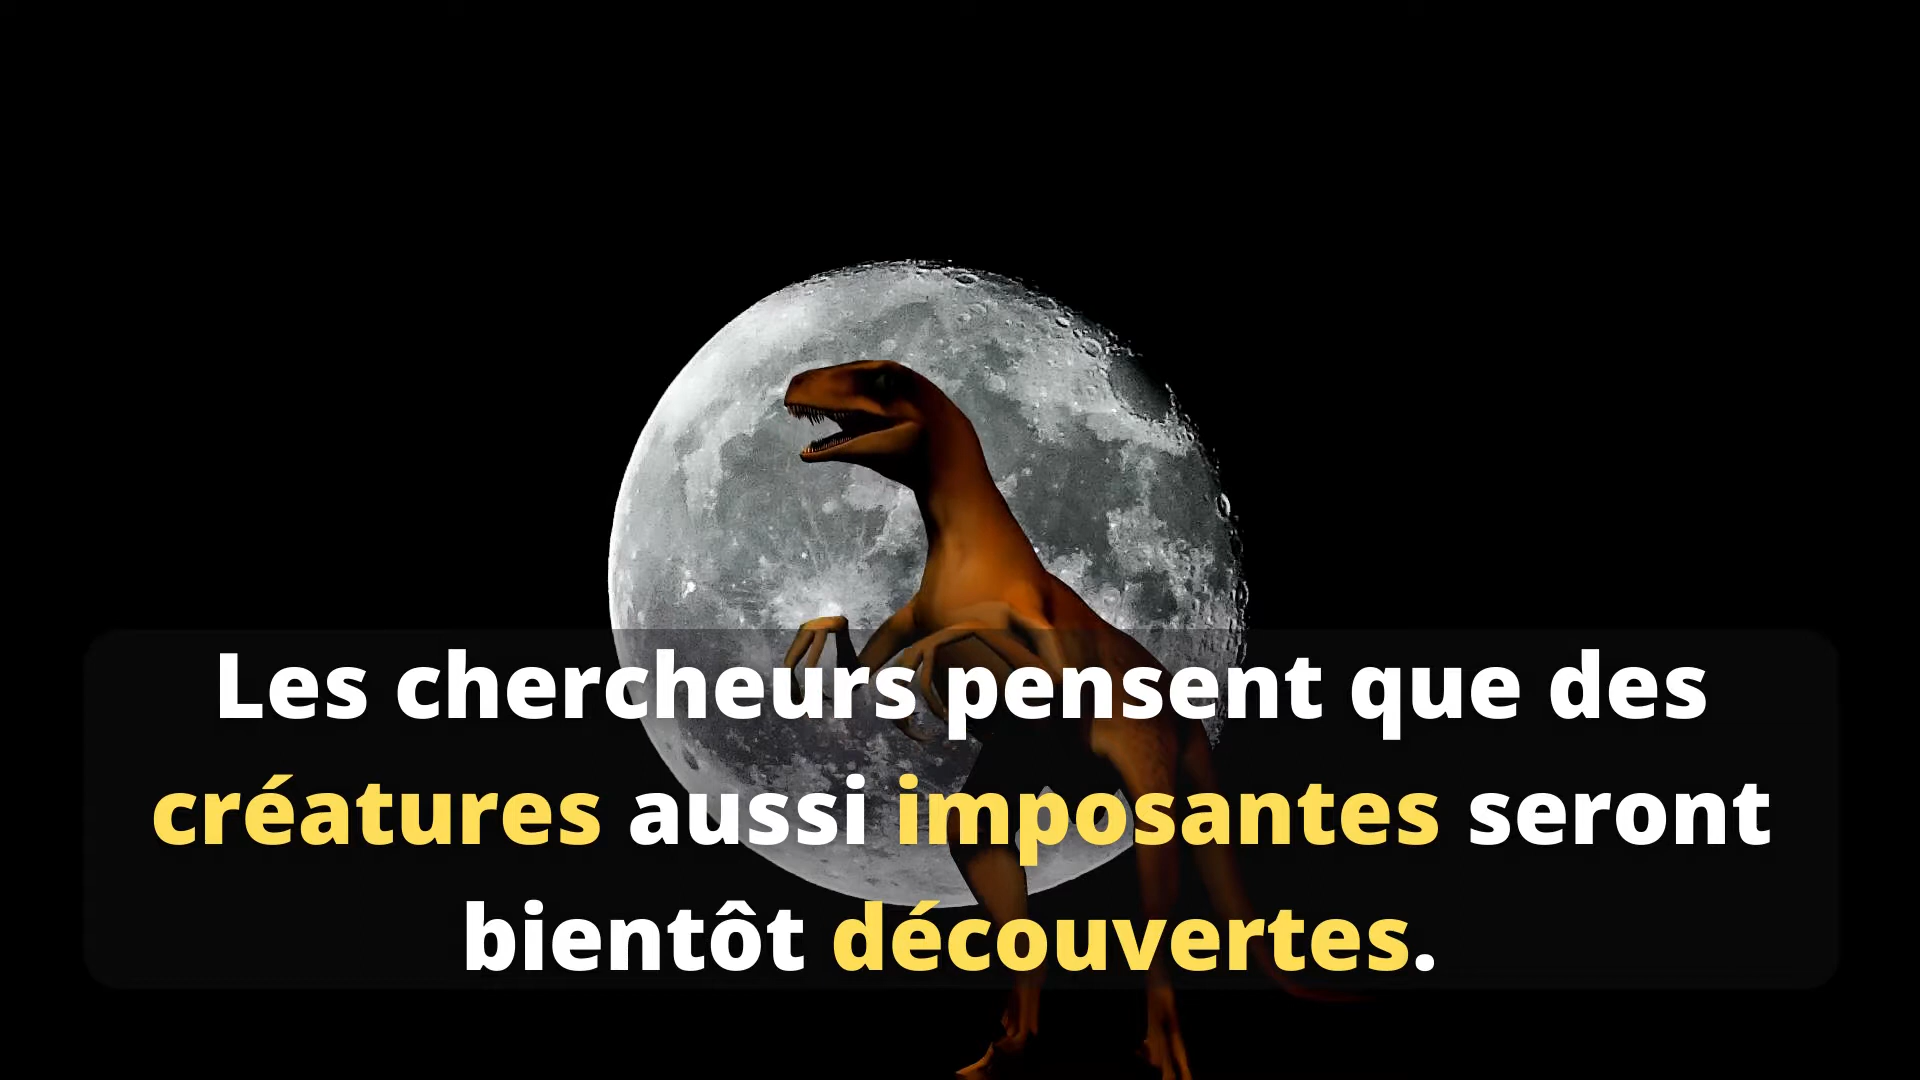 Les chercheurs pensent que des
créatures aussi imposantes seront
bientôt découvertes.